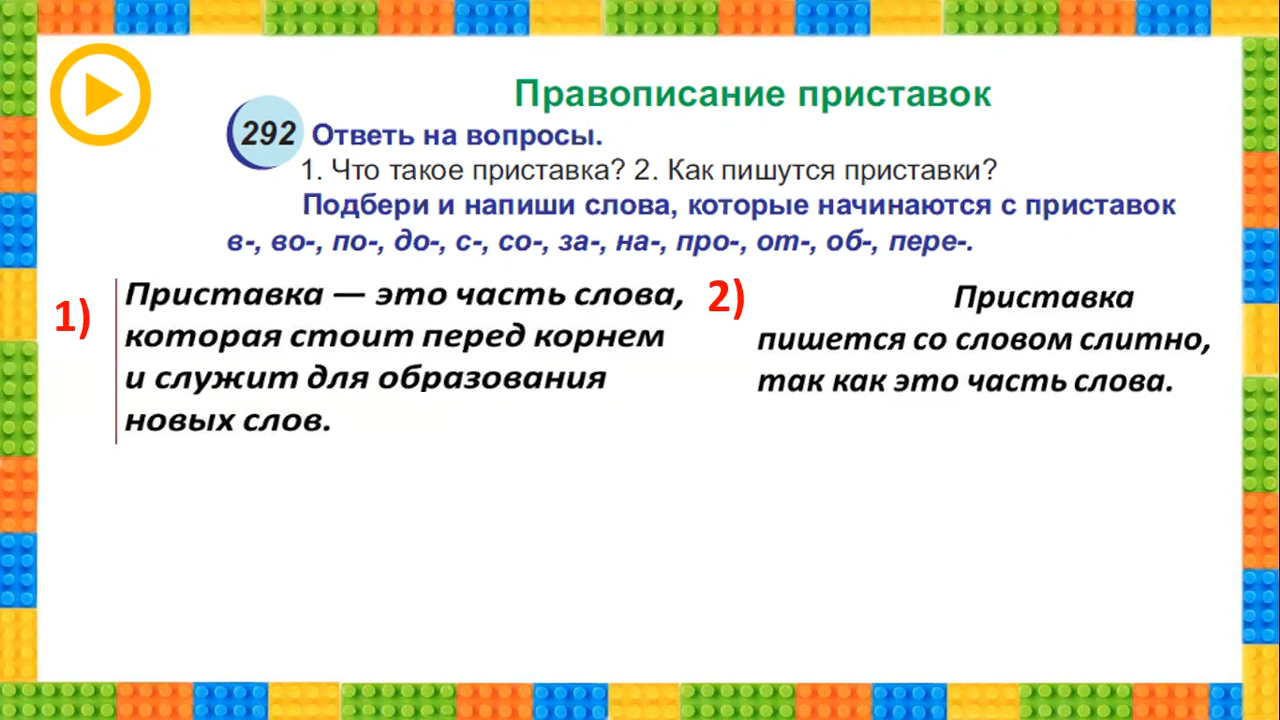 Правописание приставок
292 Ответь на вопросы.
1. Что такое приставка? 2. Как пишутся приставки?
Подбери и напиши слова, которые начинаются с приставок
в-, во-, по-, до-, с-, со-, за-, на-, про-, от-, об-, пере-.
1)
Приставка — это часть слова,
которая стоит перед корнем
и служит для образования
новых слов.
2)
Приставка
пишется со словом слитно,
так как это часть слова.